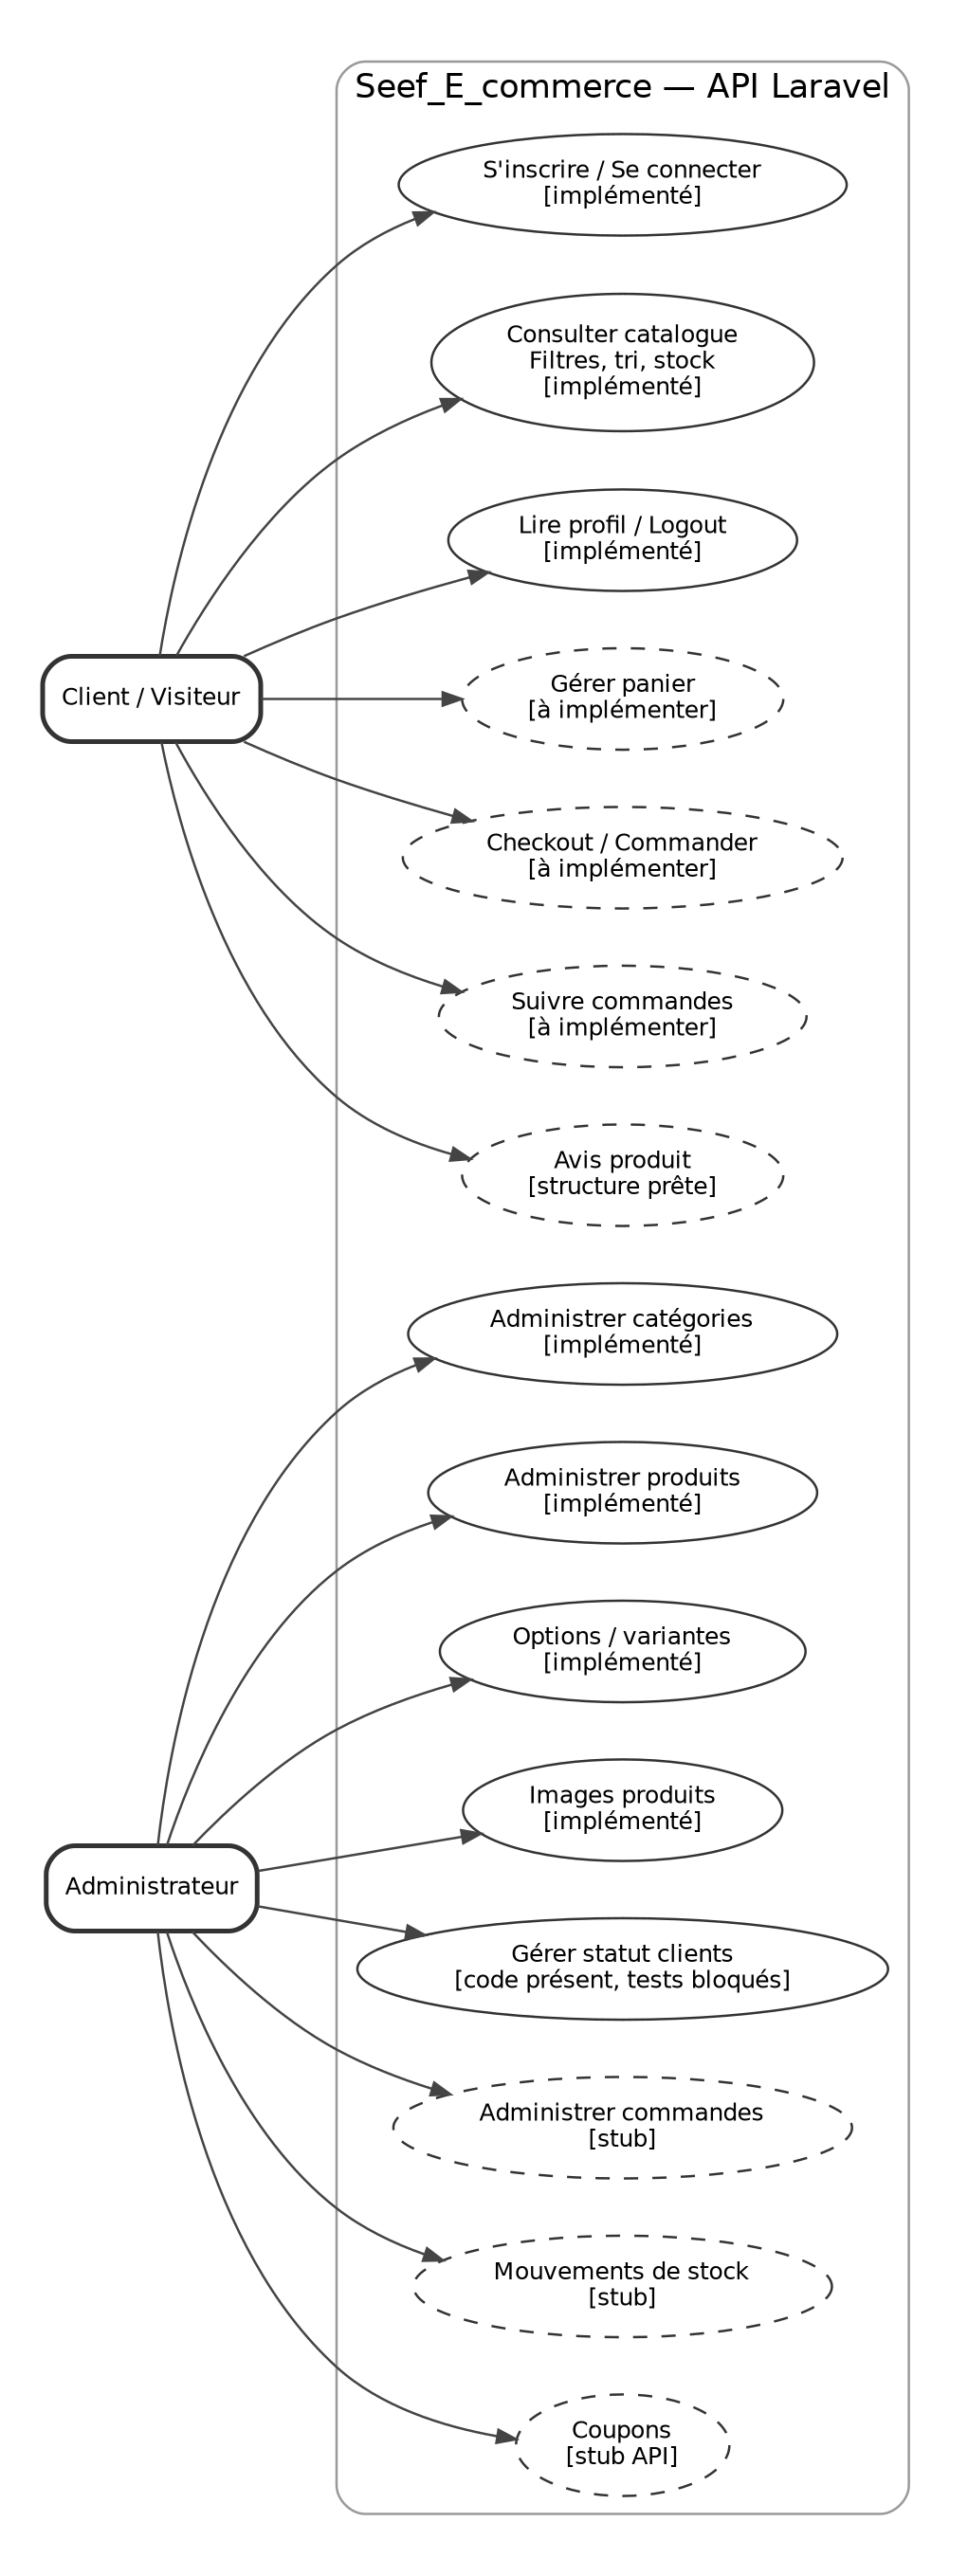 Seef_E_commerce — API Laravel
S'inscrire / Se connecter
[implémenté]
Consulter catalogue
Filtres, tri, stock
[implémenté]
Lire profil / Logout
[implémenté]
Client / Visiteur
Gérer panier
[à implémenter]
Checkout / Commander
[à implémenter]
Suivre commandes
[à implémenter]
Avis produit
[structure prête]
Administrer catégories
[implémenté]
Administrer produits
[implémenté]
Options / variantes
[implémenté]
Images produits
[implémenté]
Administrateur
Gérer statut clients
[code présent, tests bloqués]
Administrer commandes
[stub]
Mouvements de stock
[stub]
Coupons
[stub API]